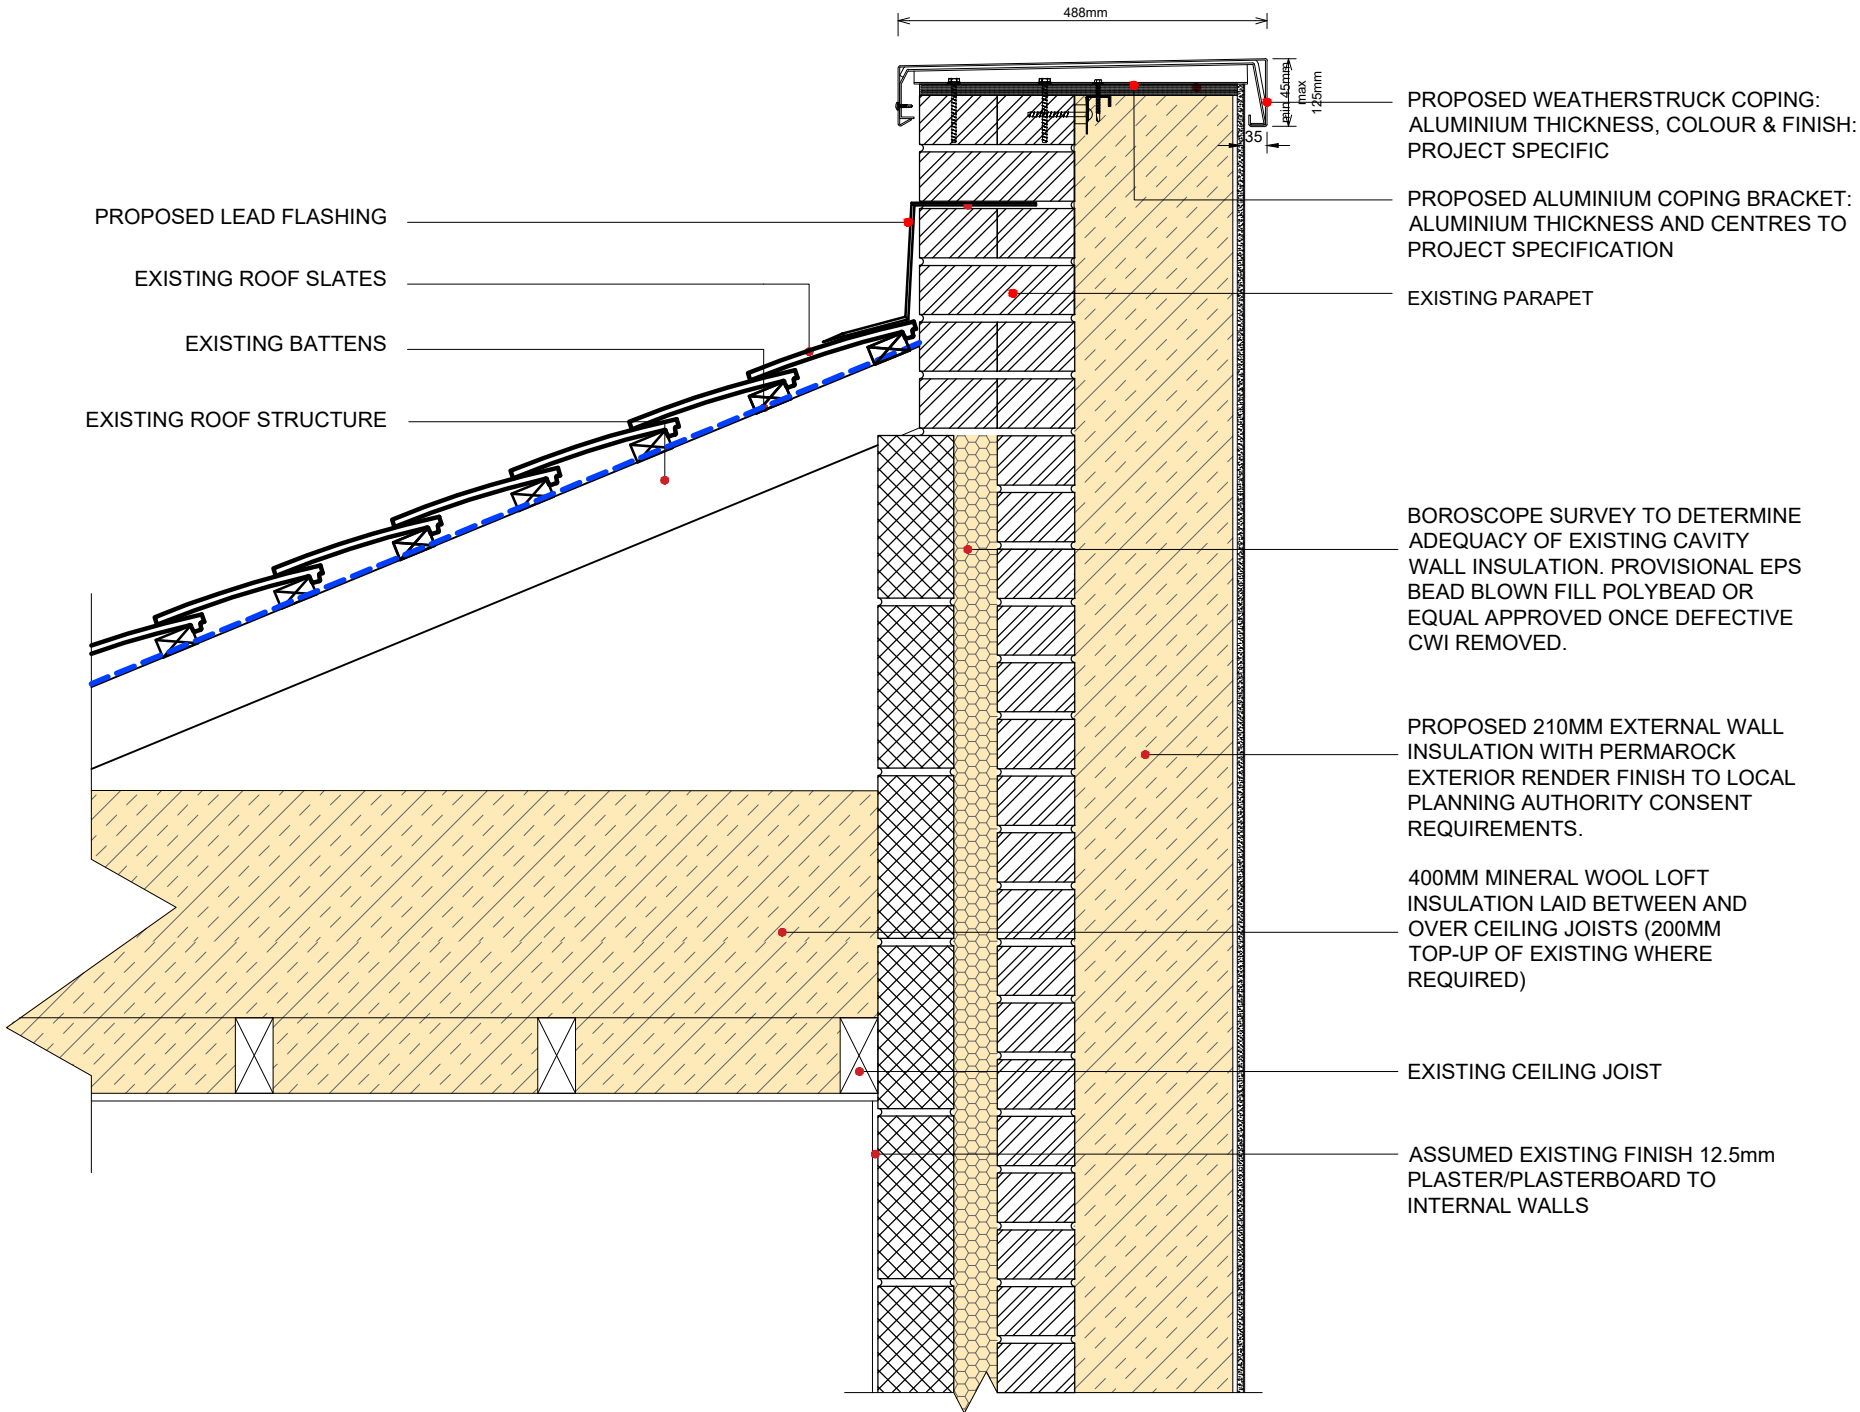 488mm
min 45mm
max
125mm
35
PROPOSED WEATHERSTRUCK COPING:
ALUMINIUM THICKNESS, COLOUR & FINISH:
PROJECT SPECIFIC
PROPOSED ALUMINIUM COPING BRACKET:
ALUMINIUM THICKNESS AND CENTRES TO
PROJECT SPECIFICATION
EXISTING PARAPET
PROPOSED LEAD FLASHING
EXISTING ROOF SLATES
EXISTING BATTENS
EXISTING ROOF STRUCTURE
BOROSCOPE SURVEY TO DETERMINE
ADEQUACY OF EXISTING CAVITY
WALL INSULATION. PROVISIONAL EPS
BEAD BLOWN FILL POLYBEAD OR
EQUAL APPROVED ONCE DEFECTIVE
CWI REMOVED.
PROPOSED 210MM EXTERNAL WALL
INSULATION WITH PERMAROCK
EXTERIOR RENDER FINISH TO LOCAL
PLANNING AUTHORITY CONSENT
REQUIREMENTS.
400MM MINERAL WOOL LOFT
INSULATION LAID BETWEEN AND
OVER CEILING JOISTS (200MM
TOP-UP OF EXISTING WHERE
REQUIRED)
EXISTING CEILING JOIST
ASSUMED EXISTING FINISH 12.5mm
PLASTER/PLASTERBOARD TO
INTERNAL WALLS